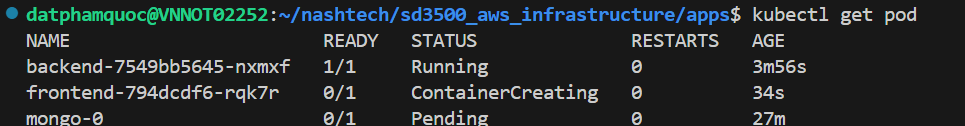 datphamquoc@VNNOT02252:~/nashtech/sd3500_aws_infrastructure/apps$ kubectl get pod
NAME READY STATUS RESTARTS AGE
backend-7549bb5645-nxmxf 1/1 Running 0 3m56s
frontend-794dcdf6-rqk7r 0/1 ContainerCreating 0 34s
mongo-0 0/1 Pending 0 27m